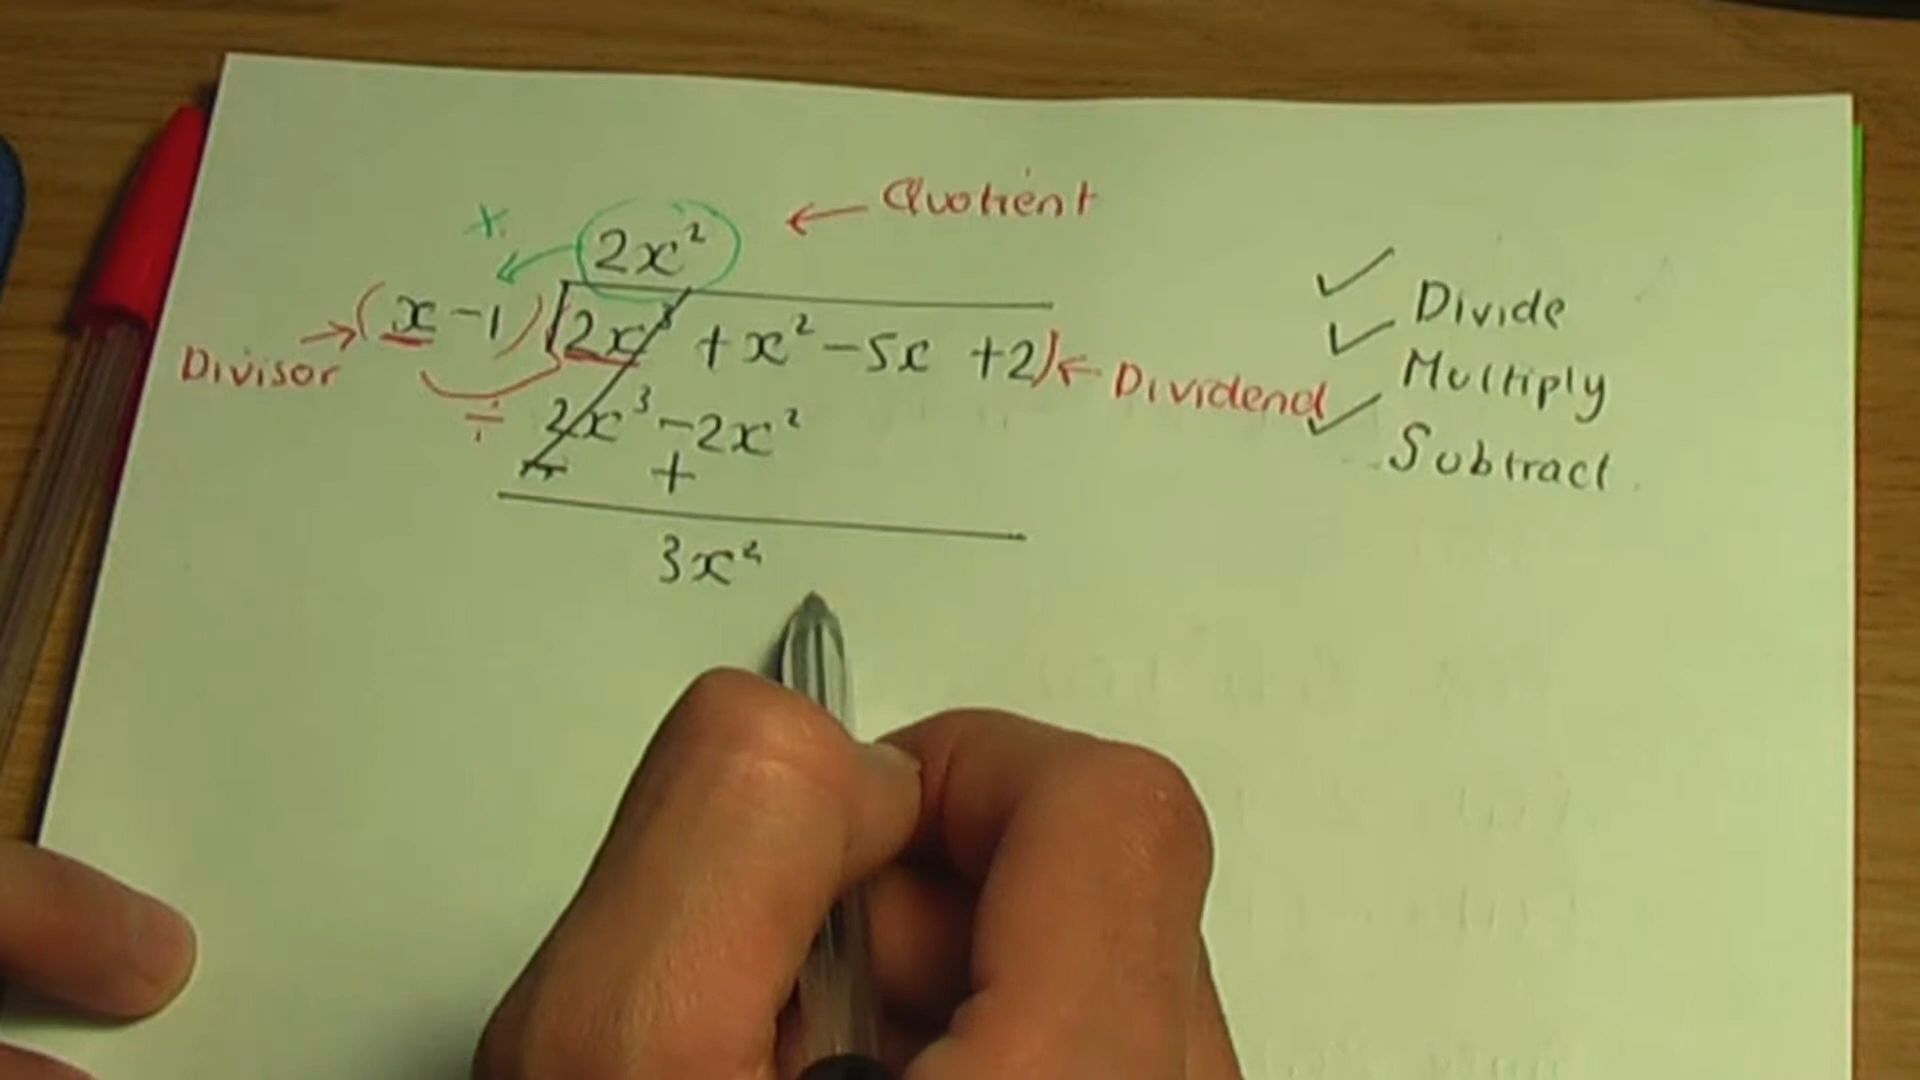 ← Quotient
x 2x²
(x - 1) 2x³ + x² - 5x + 2) ← Dividend
Divisor →
÷ 2x³ - 2x²
- +
3x²
✓ Divide
✓ Multiply
✓ Subtract